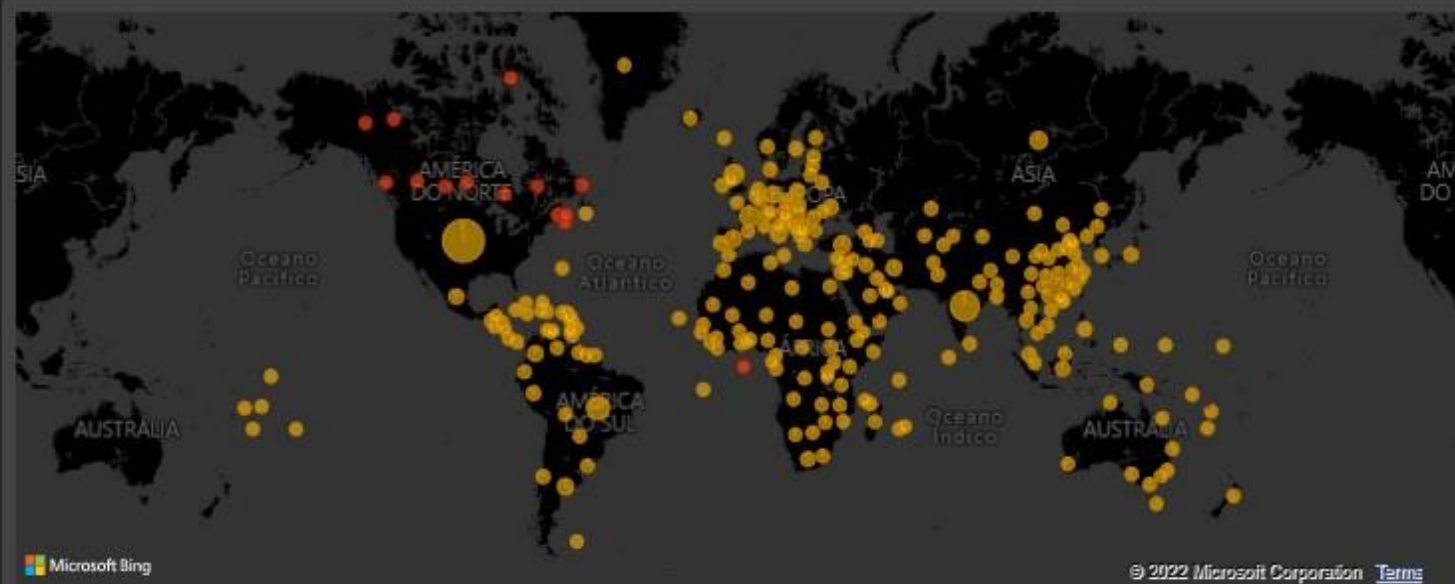 SIA
AMÉRICA
DO NORTE
OPA
ÁSIA
AM
DO
Oceano
Pacífico
Oceano
Atlântico
Oceano
Pacífico
ÁFRICA
AMÉRICA
DO SUL
Oceano
Índico
AUSTRÁLIA
AUSTRÁLIA
Microsoft Bing
© 2022 Microsoft Corporation Terms